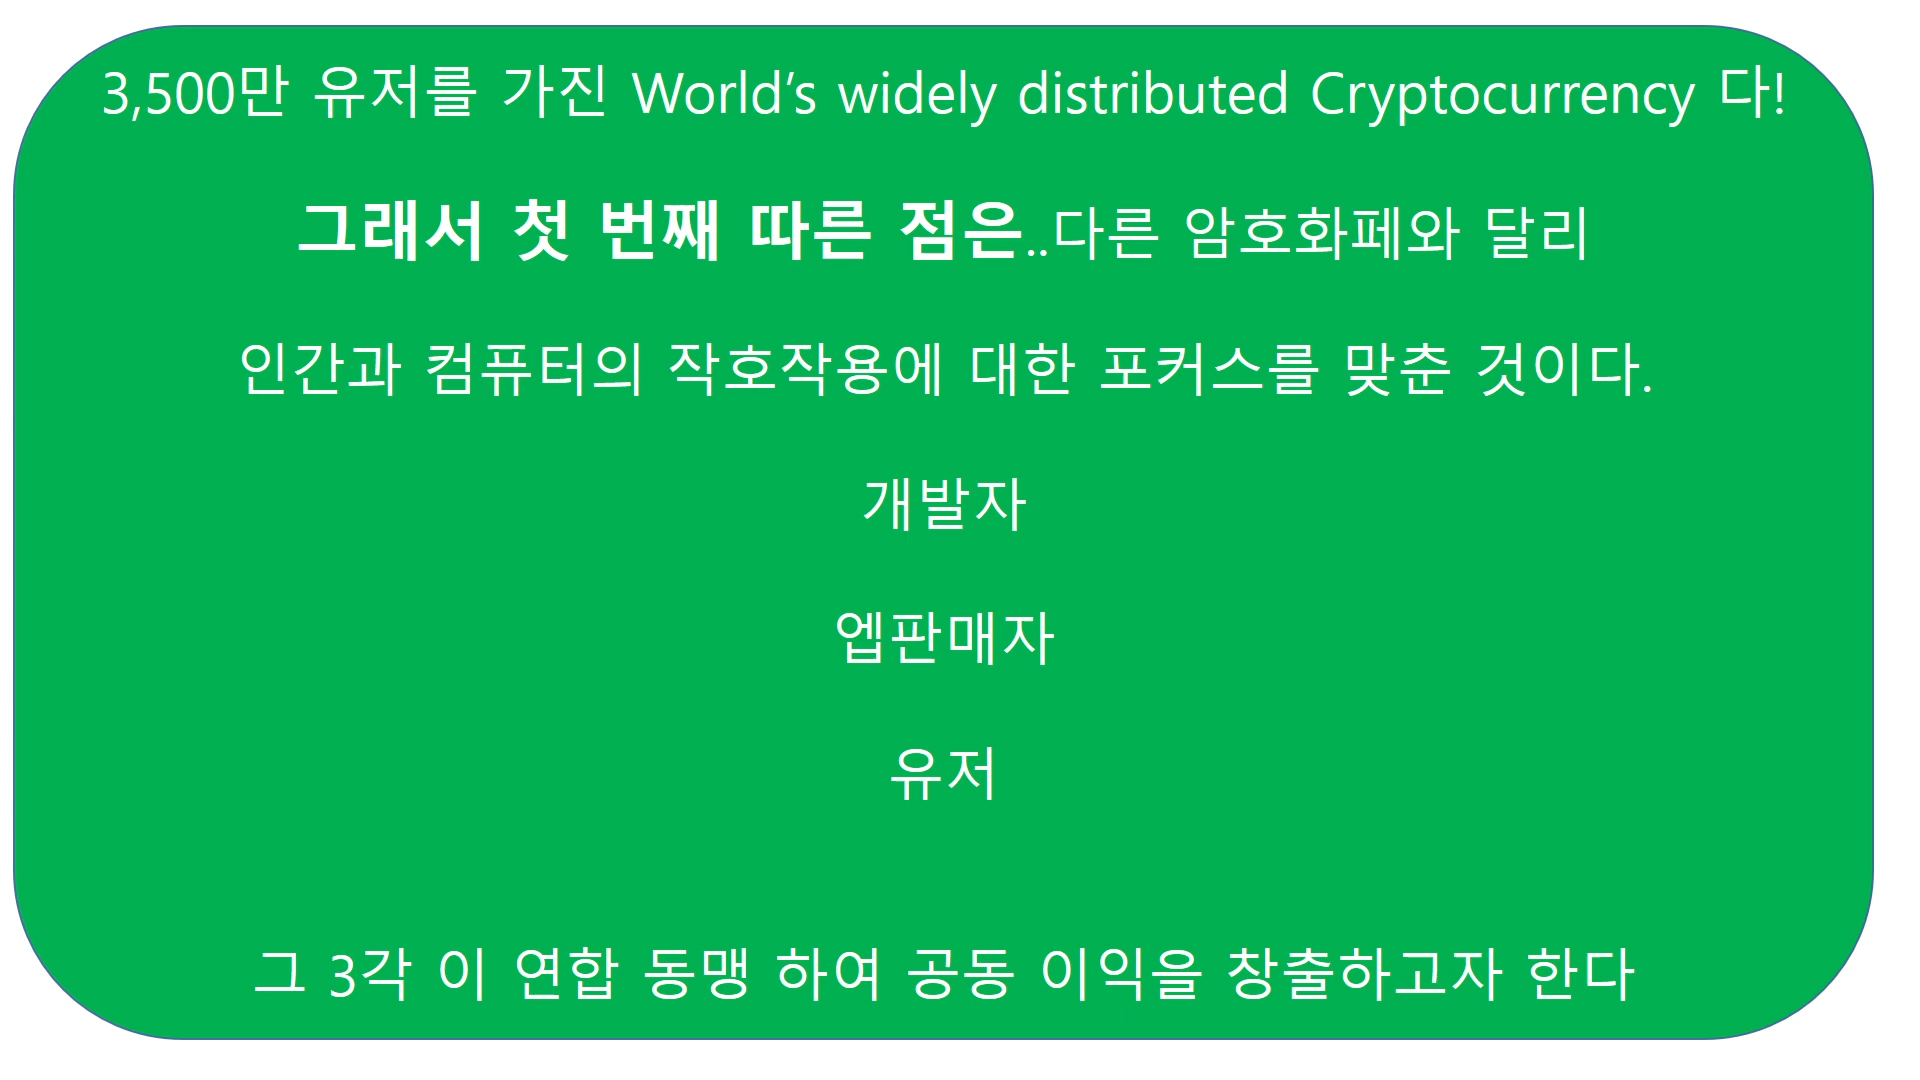 3,500만 유저를 가진 World’s widely distributed Cryptocurrency 다!
그래서 첫 번째 따른 점은..다른 암호화페와 달리
인간과 컴퓨터의 작호작용에 대한 포커스를 맞춘 것이다.
개발자
엡판매자
유저
그 3각 이 연합 동맹 하여 공동 이익을 창출하고자 한다